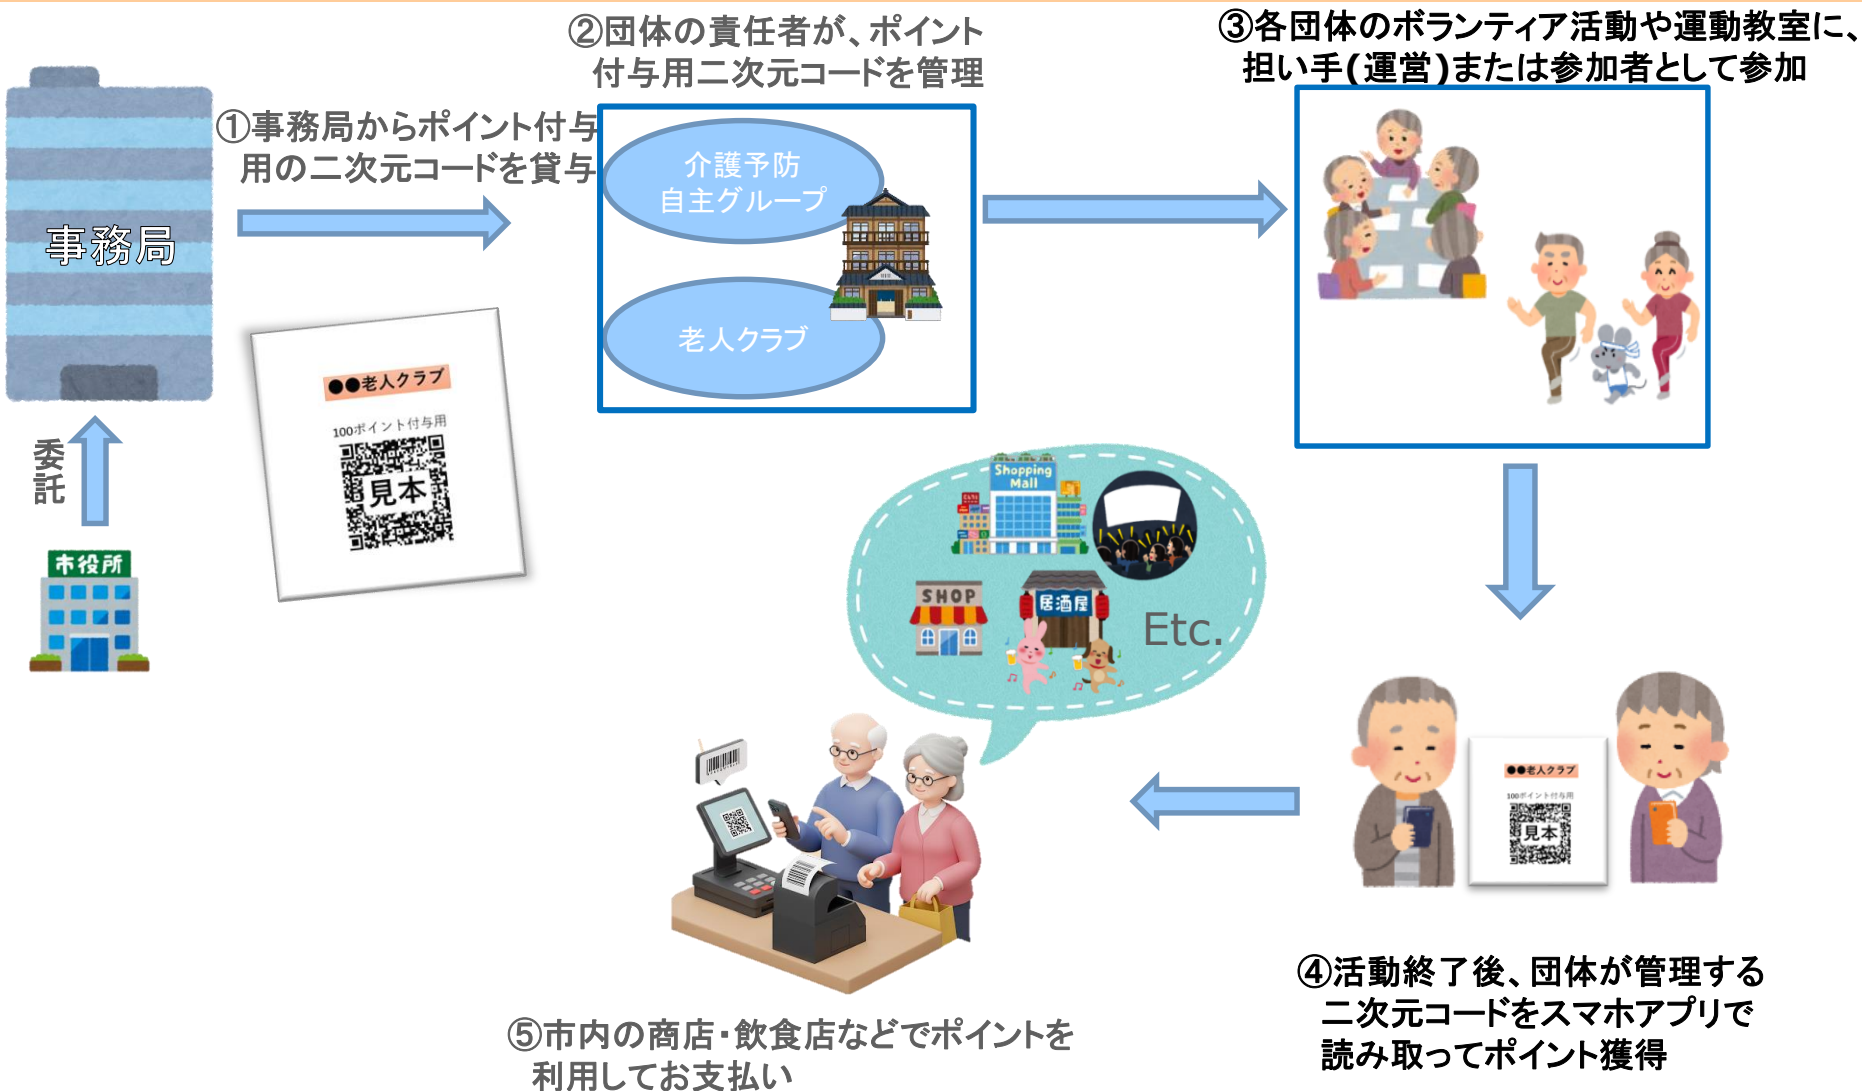 ①事務局からポイント付与
用の二次元コードを貸与
②団体の責任者が、ポイント
付与用二次元コードを管理
③各団体のボランティア活動や運動教室に、
担い手(運営)または参加者として参加
事務局
介護予防
自主グループ
老人クラブ
●●老人クラブ
100ポイント付与用
見本
委託
市役所
Shopping
Mall
SHOP
居酒屋
Etc.
●●老人クラブ
100ポイント付与用
見本
④活動終了後、団体が管理する
二次元コードをスマホアプリで
読み取ってポイント獲得
⑤市内の商店・飲食店などでポイントを
利用してお支払い